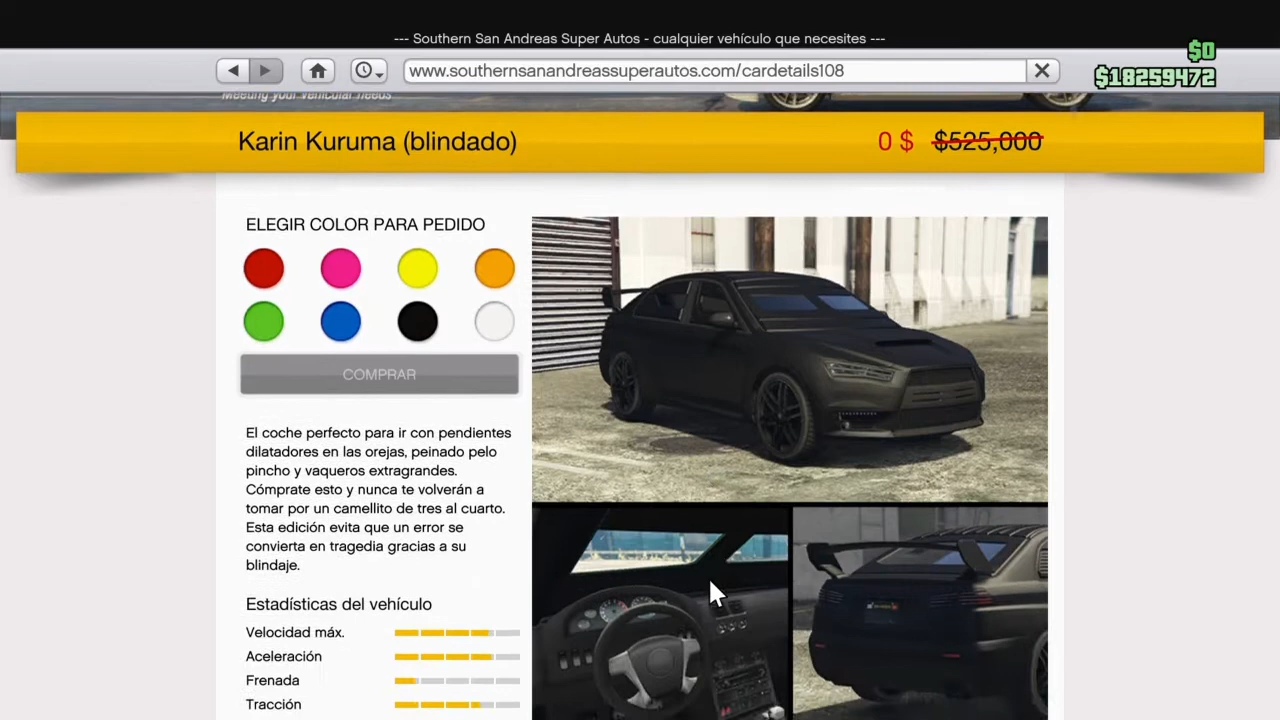 --- Southern San Andreas Super Autos - cualquier vehículo que necesites ---
$0
www.southernsanandreassuperautos.com/cardetails108
$18259472
Meeting your vehicular needs
Karin Kuruma (blindado)
0 $ $525,000
ELEGIR COLOR PARA PEDIDO
COMPRAR
El coche perfecto para ir con pendientes
dilatadores en las orejas, peinado pelo
pincho y vaqueros extragrandes.
Cómprate esto y nunca te volverán a
tomar por un camellito de tres al cuarto.
Esta edición evita que un error se
convierta en tragedia gracias a su
blindaje.
Estadísticas del vehículo
Velocidad máx.
Aceleración
Frenada
Tracción